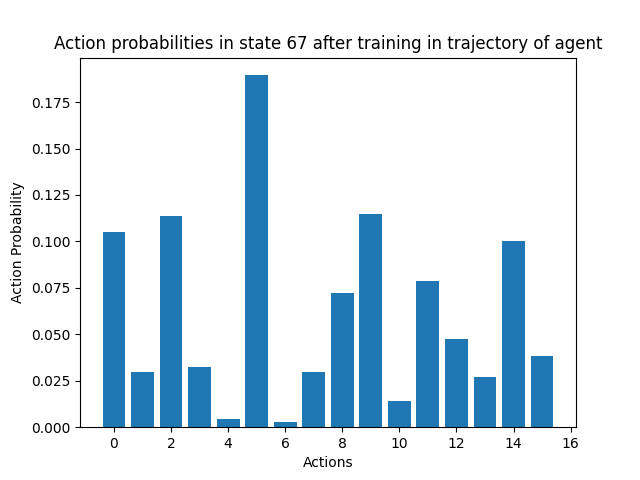 Action probabilities in state 67 after training in trajectory of agent
0.175
0.150
0.125
0.100
0.075
0.050
0.025
0.000
Action Probability
0 2 4 6 8 10 12 14 16
Actions